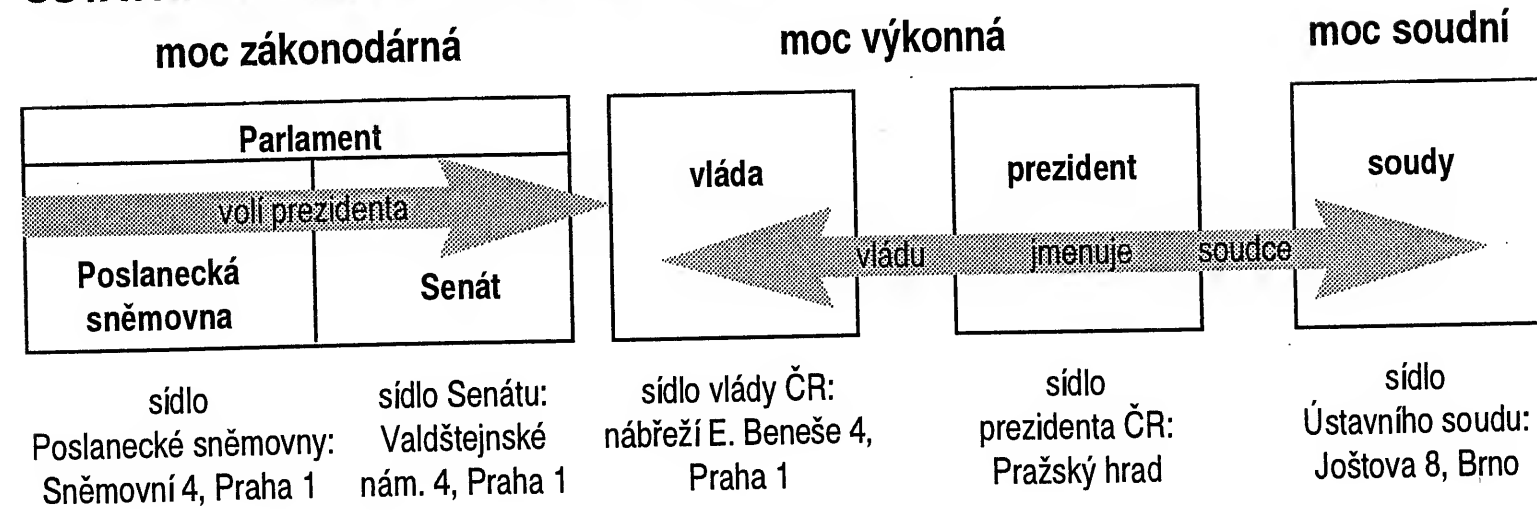 moc zákonodárná
moc výkonná
moc soudní
Parlament
volí prezidenta
Poslanecká
sněmovna
Senát
vláda
prezident
soudy
vládu
jmenuje
soudce
sídlo
Poslanecké sněmovny:
Sněmovní 4, Praha 1
sídlo Senátu:
Valdštejnské
nám. 4, Praha 1
sídlo vlády ČR:
nábřeží E. Beneše 4,
Praha 1
sídlo
prezidenta ČR:
Pražský hrad
sídlo
Ústavního soudu:
Joštova 8, Brno